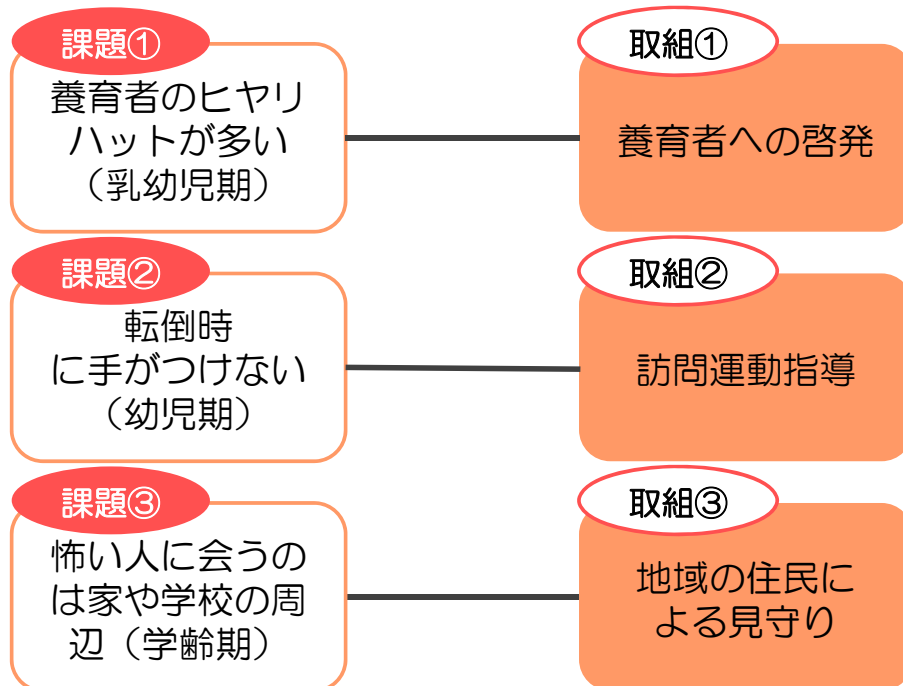 課題①
養育者のヒヤリ
ハットが多い
（乳幼児期）
取組①
養育者への啓発
課題②
転倒時
に手がつけない
（幼児期）
取組②
訪問運動指導
課題③
怖い人に会うの
は家や学校の周
辺（学齢期）
取組③
地域の住民に
よる見守り